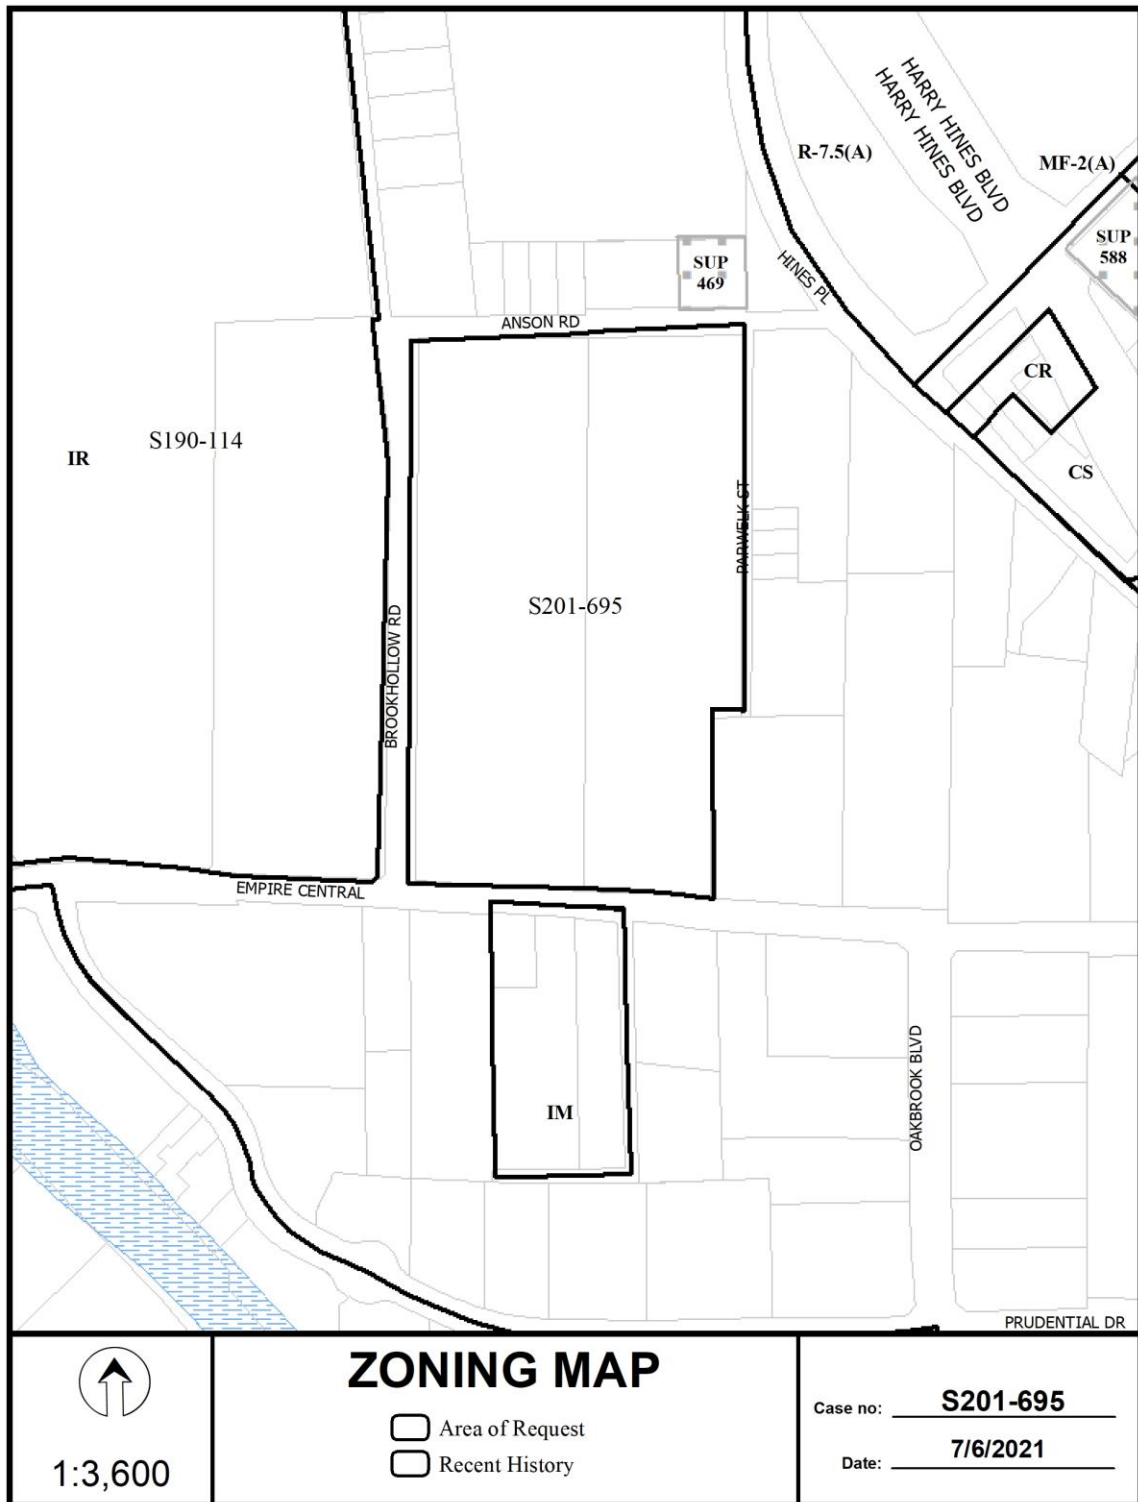 HARRY HINES BLVD
HARRY HINES BLVD
R-7.5(A)
MF-2(A)
SUP
588
SUP
469
HINES PL
ANSON RD
CR
S190-114
IR
CS
PARWELK ST
S201-695
BROOKHOLLOW RD
EMPIRE CENTRAL
OAKBROOK BLVD
IM
PRUDENTIAL DR
1:3,600
ZONING MAP
Area of Request
Recent History
Case no: S201-695
Date: 7/6/2021